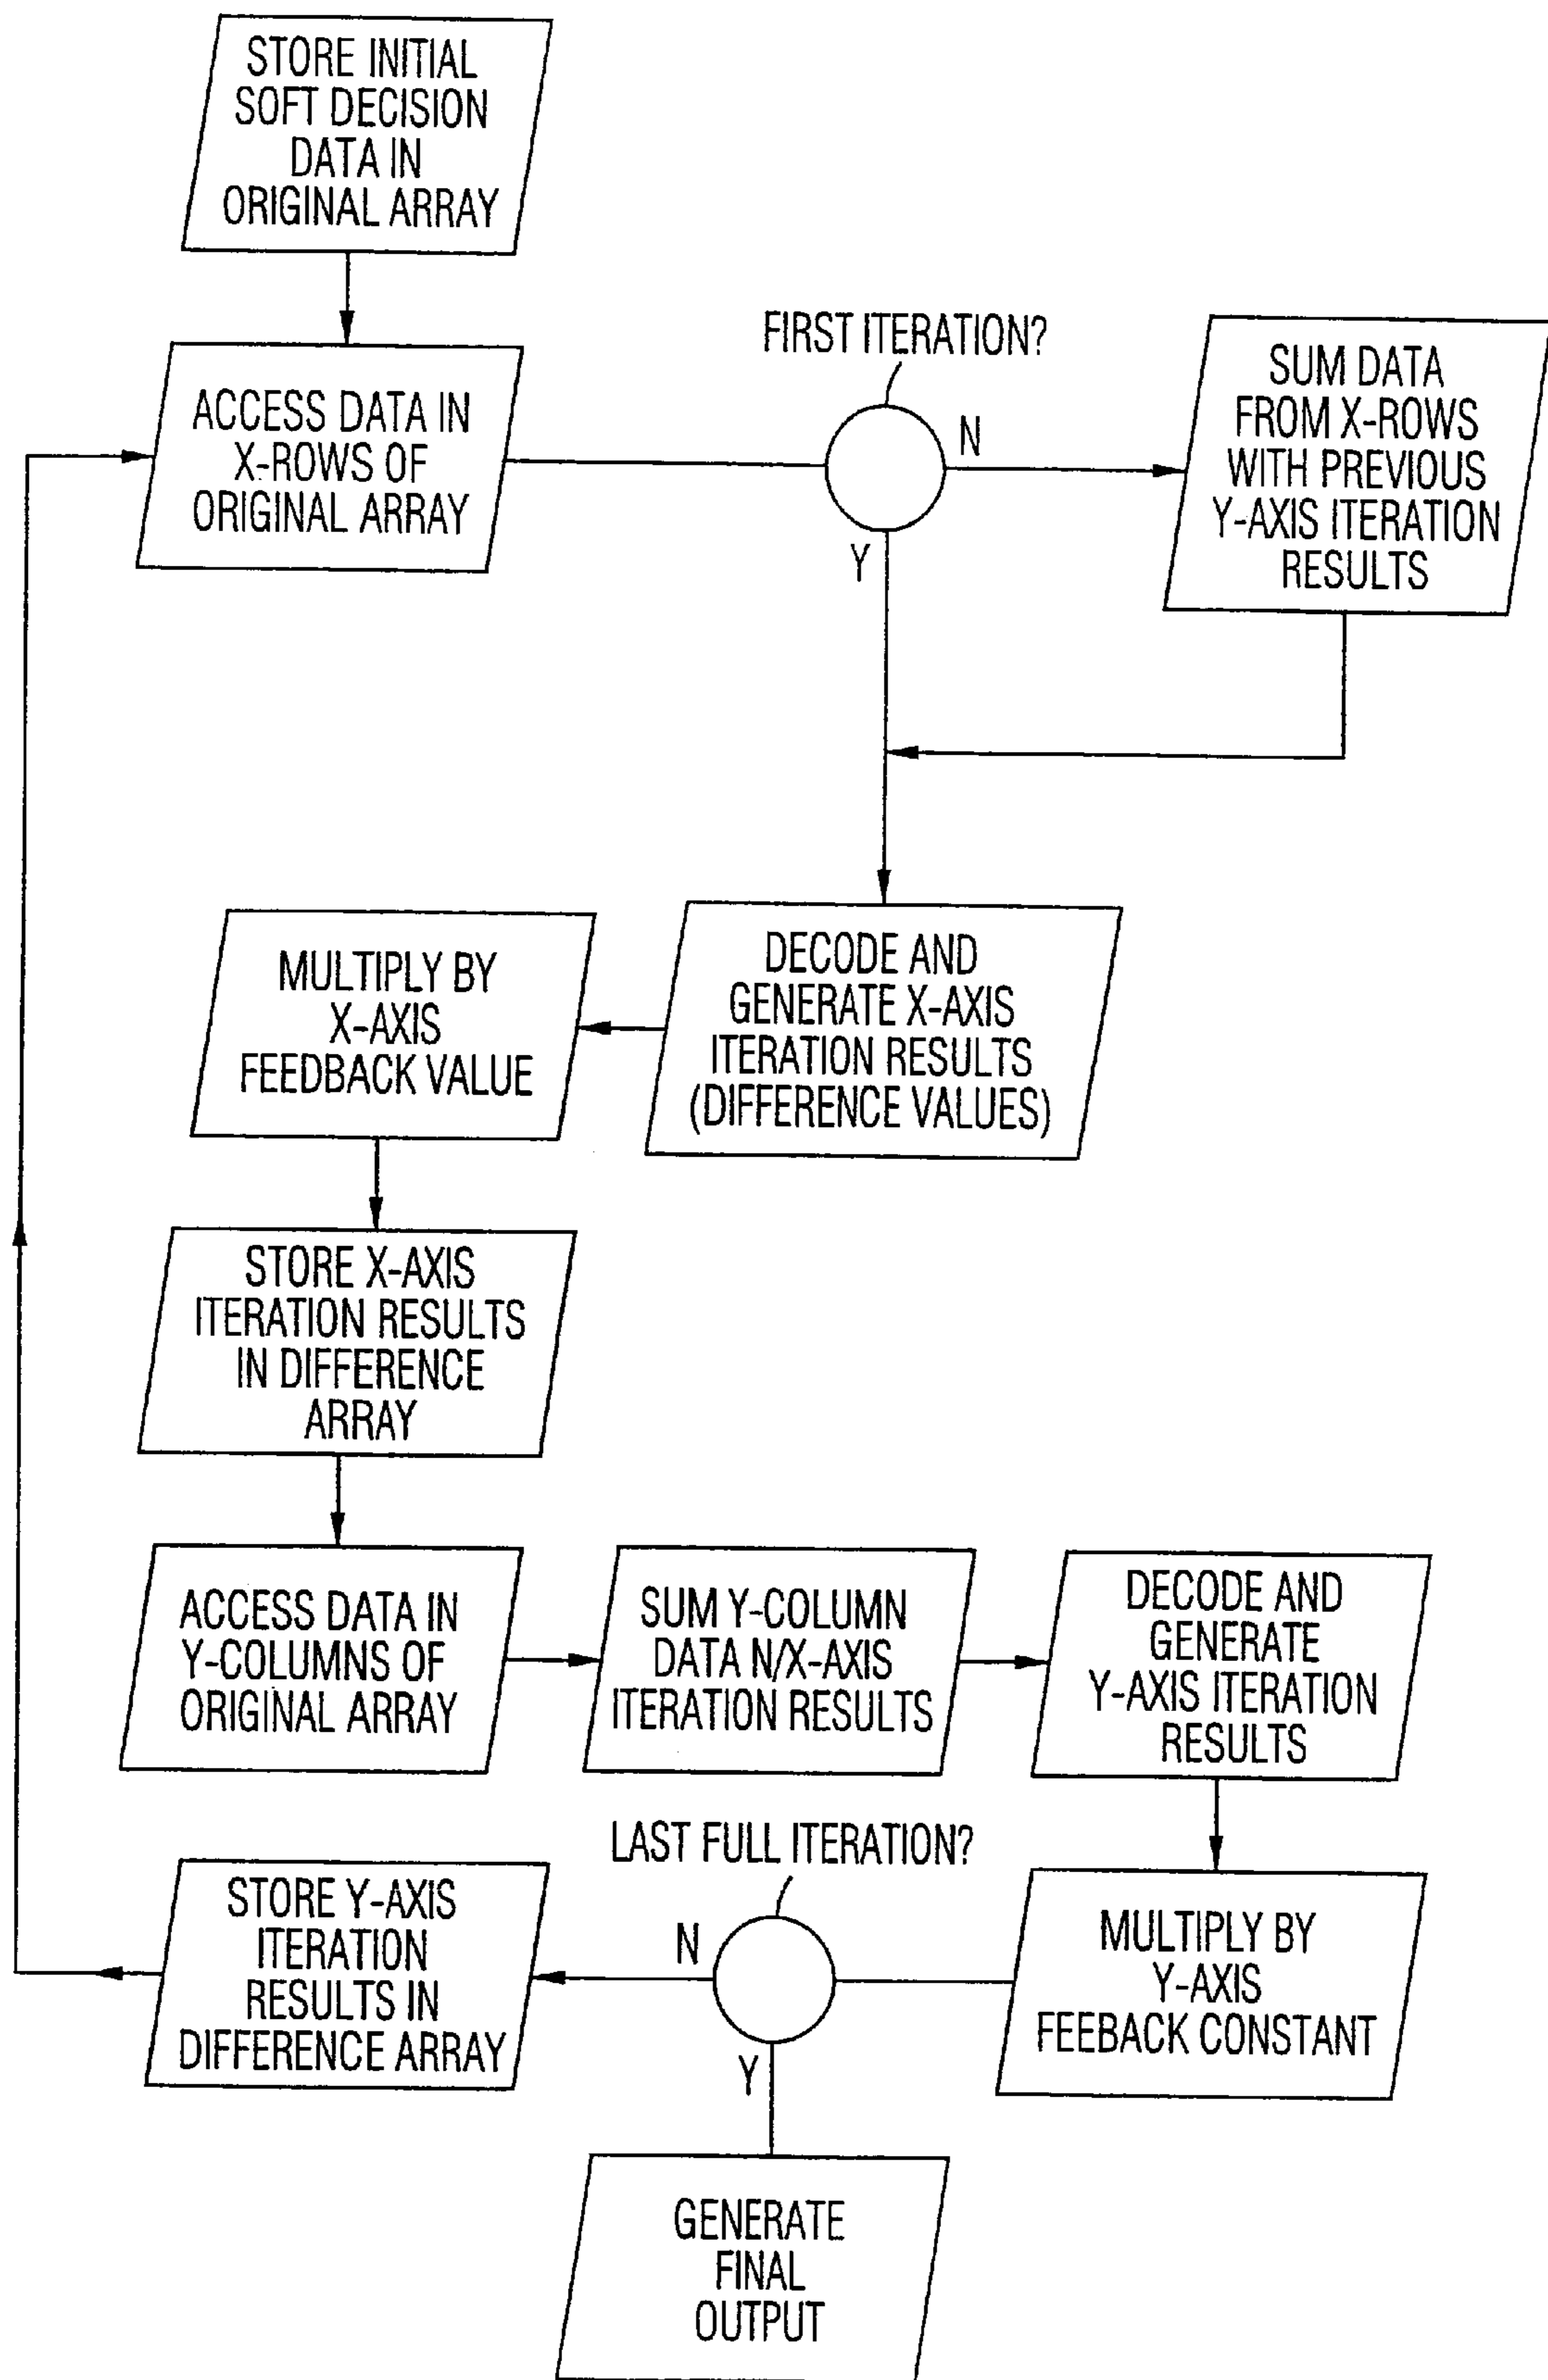 STORE INITIAL
SOFT DECISION
DATA IN
ORIGINAL ARRAY
ACCESS DATA IN
X-ROWS OF
ORIGINAL ARRAY
FIRST ITERATION?
N
Y
SUM DATA
FROM X-ROWS
WITH PREVIOUS
Y-AXIS ITERATION
RESULTS
DECODE AND
GENERATE X-AXIS
ITERATION RESULTS
(DIFFERENCE VALUES)
MULTIPLY BY
X-AXIS
FEEDBACK VALUE
STORE X-AXIS
ITERATION RESULTS
IN DIFFERENCE
ARRAY
ACCESS DATA IN
Y-COLUMNS OF
ORIGINAL ARRAY
SUM Y-COLUMN
DATA N/X-AXIS
ITERATION RESULTS
DECODE AND
GENERATE
Y-AXIS ITERATION
RESULTS
MULTIPLY BY
Y-AXIS
FEEBACK CONSTANT
LAST FULL ITERATION?
N
Y
STORE Y-AXIS
ITERATION
RESULTS IN
DIFFERENCE ARRAY
GENERATE
FINAL
OUTPUT